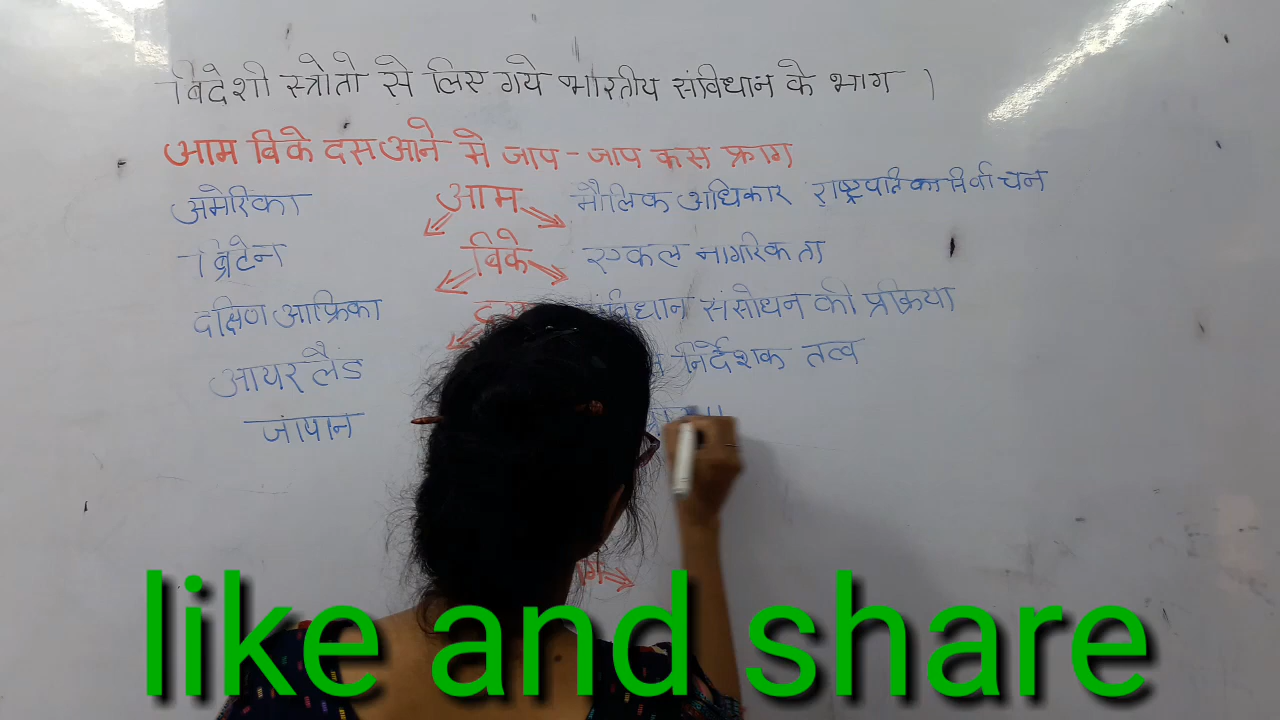 विदेशी स्त्रोतो से लिए गये भारतीय संविधान के भाग ।
आम विके दस आने मे जाप-जाप कस फ्राग
अमेरिका आम मौलिक अधिकार राष्ट्रपति का निर्वाचन
ब्रिटेन विके एकल नागरिकता
दक्षिण आफ्रिका संविधान संसोधन की प्रक्रिया
आयरलैंड निर्देशक तत्व
जापान
like and share